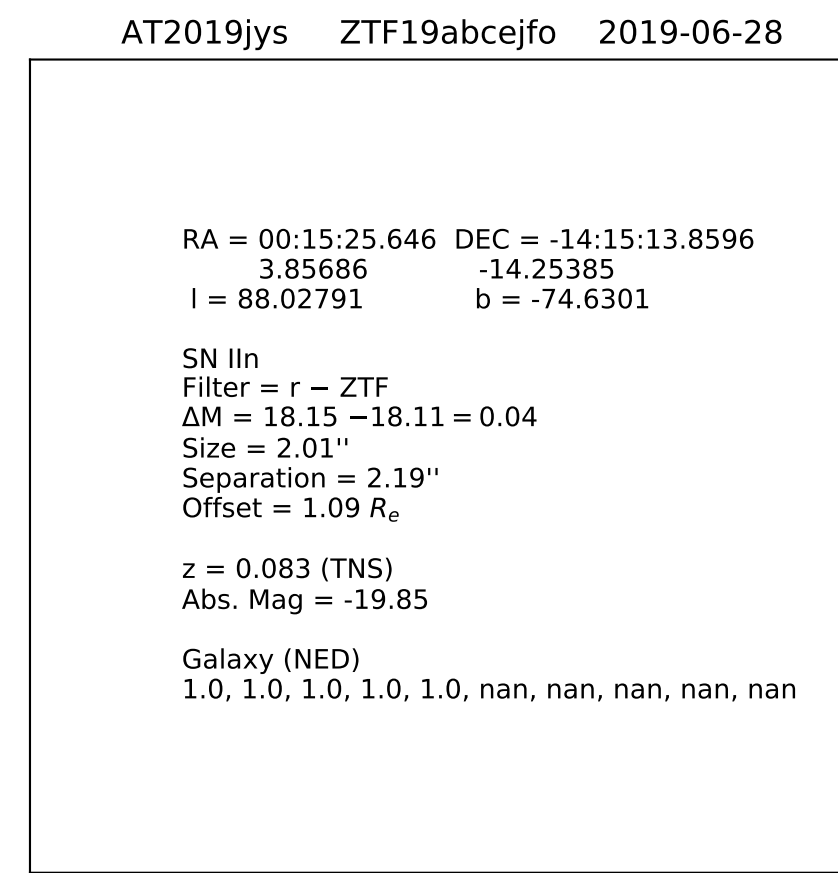 AT2019jys ZTF19abcejfo 2019-06-28
RA = 00:15:25.646 DEC = -14:15:13.8596
3.85686 -14.25385
l = 88.02791 b = -74.6301
SN IIn
Filter = r − ZTF
ΔM = 18.15 −18.11 = 0.04
Size = 2.01''
Separation = 2.19''
Offset = 1.09 Rₑ
z = 0.083 (TNS)
Abs. Mag = -19.85
Galaxy (NED)
1.0, 1.0, 1.0, 1.0, 1.0, nan, nan, nan, nan, nan